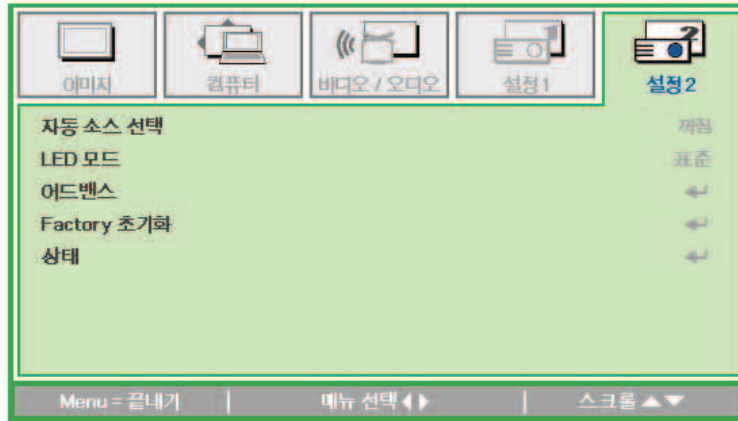 이미지 컴퓨터 비디오 / 오디오 설정 1 설정 2
자동 소스 선택 꺼짐
LED 모드 표준
어드밴스
Factory 초기화
상태
Menu = 끝내기 메뉴 선택 ◀▶ 스크롤 ▲▼